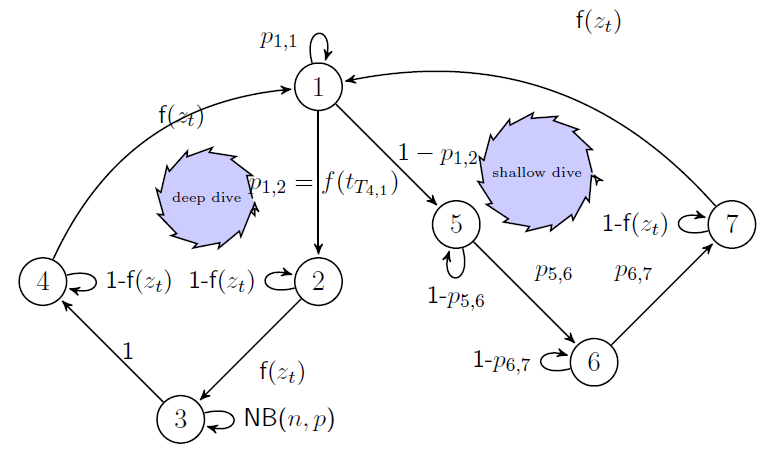 f(z_t)
p_{1,1}
1
f(z_t)
1 − p_{1,2}
deep dive
p_{1,2} = f(t_{T_{4,1}})
shallow dive
5
1-f(z_t)
7
4
1-f(z_t)
1-f(z_t)
2
p_{5,6}
p_{6,7}
1-p_{5,6}
1
f(z_t)
1-p_{6,7}
6
3
NB(n, p)